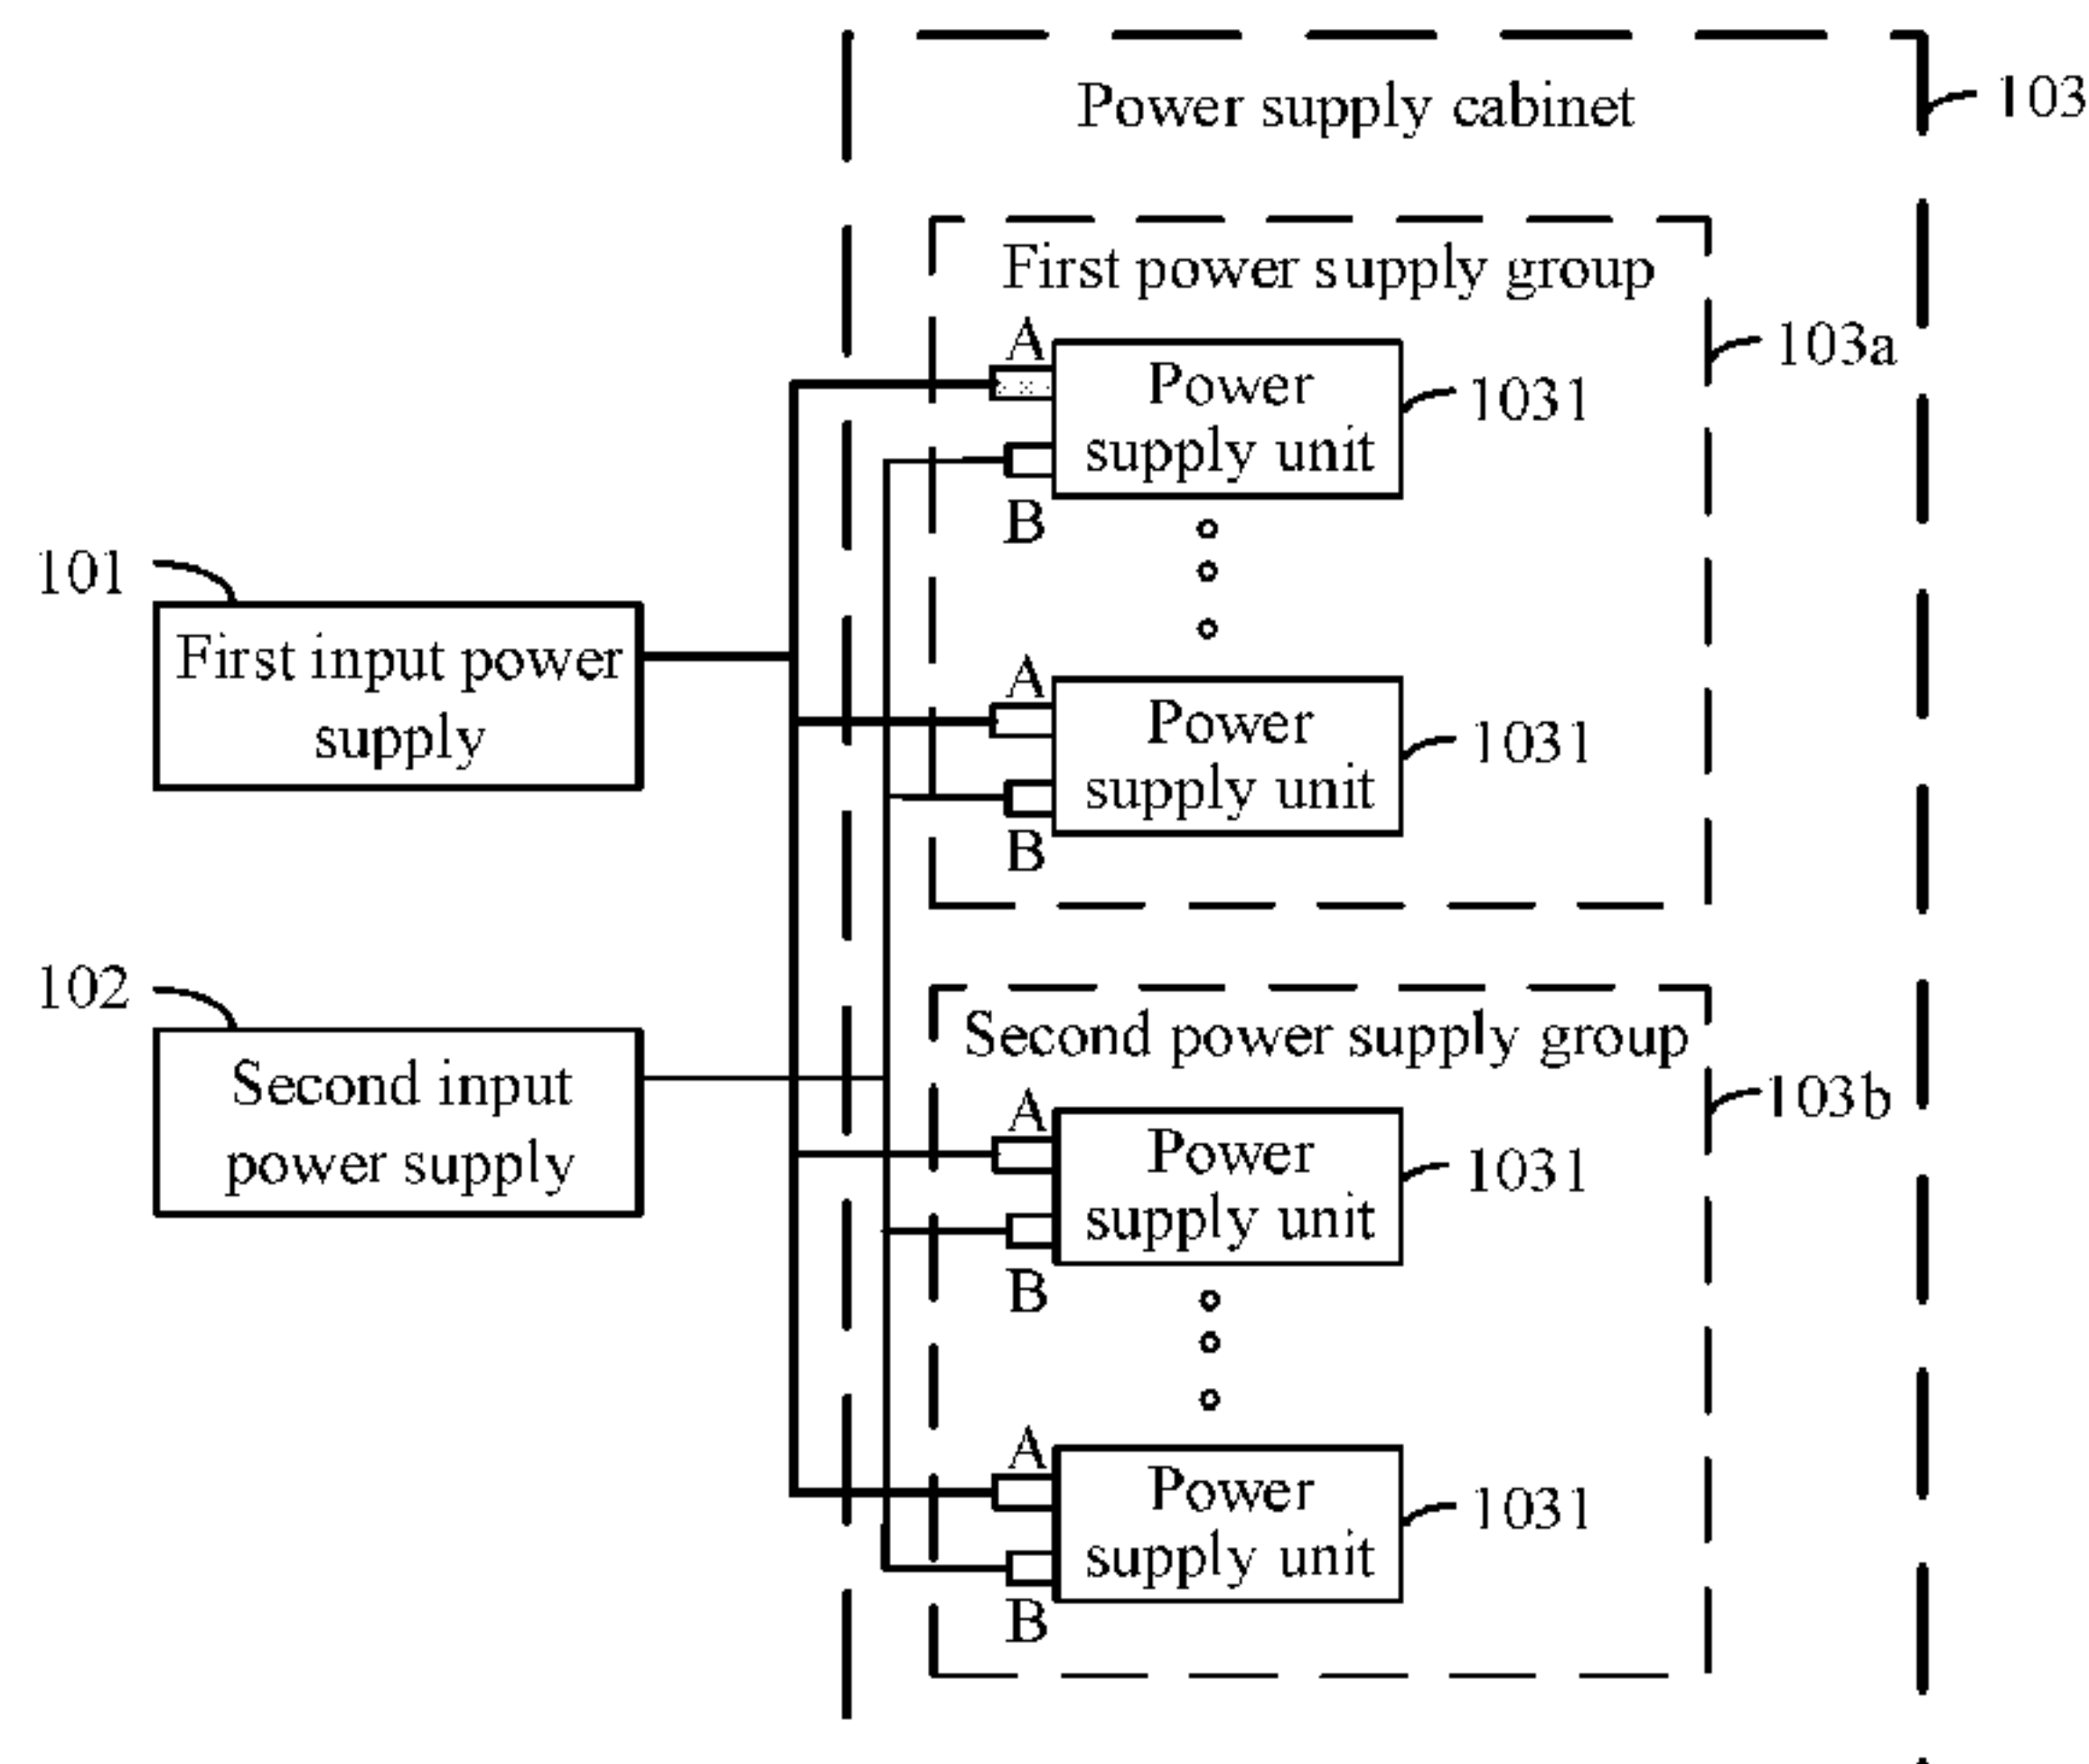 Power supply cabinet
103
First power supply group
103a
A
Power
supply unit
1031
B
101
First input power
supply
A
Power
supply unit
1031
B
102
Second input
power supply
Second power supply group
103b
A
Power
supply unit
1031
B
A
Power
supply unit
1031
B